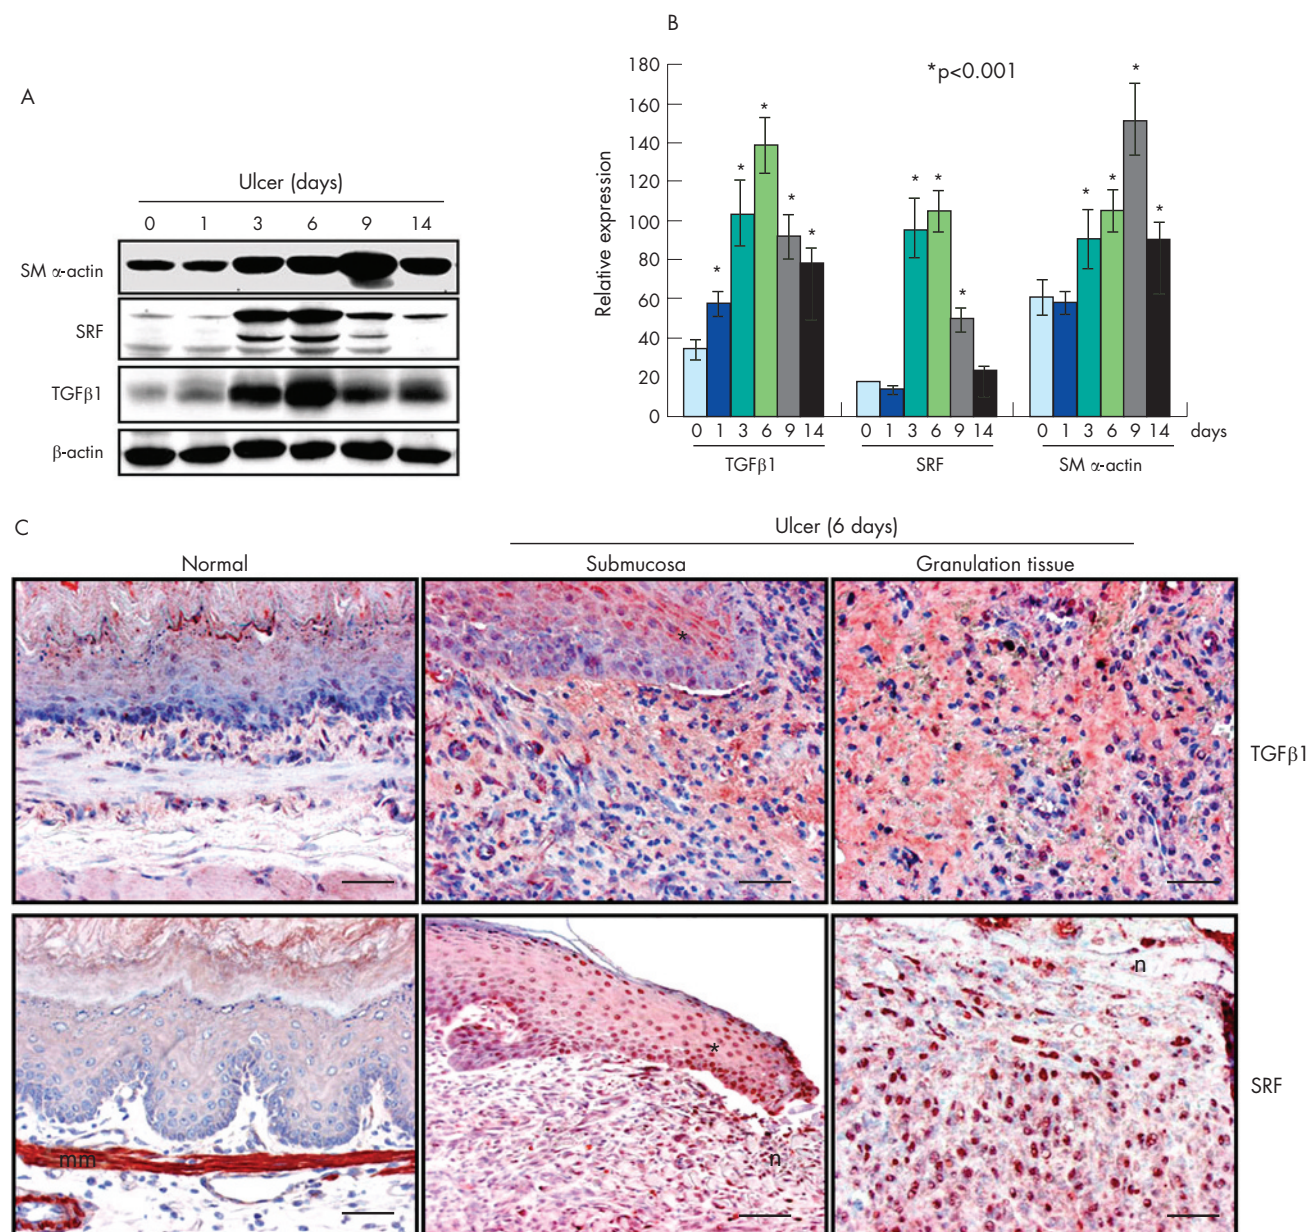 A
Ulcer (days)
0 1 3 6 9 14
SM α-actin
SRF
TGFβ1
β-actin
B
*p<0.001
Relative expression
180
160
140
120
100
80
60
40
20
0
* * * * *
* * *
* * * *
0 1 3 6 9 14 0 1 3 6 9 14 0 1 3 6 9 14 days
TGFβ1 SRF SM α-actin
C
Ulcer (6 days)
Normal Submucosa Granulation tissue
*
TGFβ1
mm
*
n
n
SRF